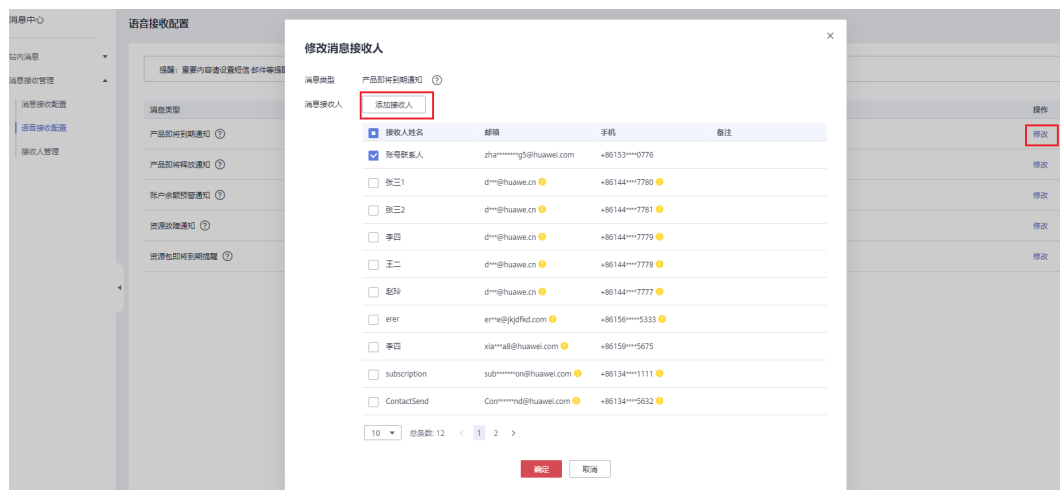 消息中心
语音接收配置
站内消息
消息接收管理
消息接收配置
语音接收配置
接收人管理
提醒：重要内容请设置短信·邮件等提醒
消息类型
操作
产品即将到期通知 ?
修改
产品即将释放通知 ?
修改
账户余额预警通知 ?
修改
资源故障通知 ?
修改
资源包即将到期提醒 ?
修改
修改消息接收人
消息类型 产品即将到期通知 ?
消息接收人 添加接收人
接收人姓名 邮箱 手机 备注
账号联系人 zha********g5@huawei.com +86153****0776
张三1 d***@huawe.cn +86144****7780
张三2 d***@huawe.cn +86144****7781
李四 d***@huawe.cn +86144****7779
王二 d***@huawe.cn +86144****7778
赵玲 d***@huawe.cn +86144****7777
erer er**e@jkjdfkd.com +86156*****5333
李四 xia***a8@huawei.com +86159****5675
subscription sub*******on@huawei.com +86134****1111
ContactSend Con******nd@huawei.com +86134****5632
10 总条数: 12 < 1 2 >
确定 取消